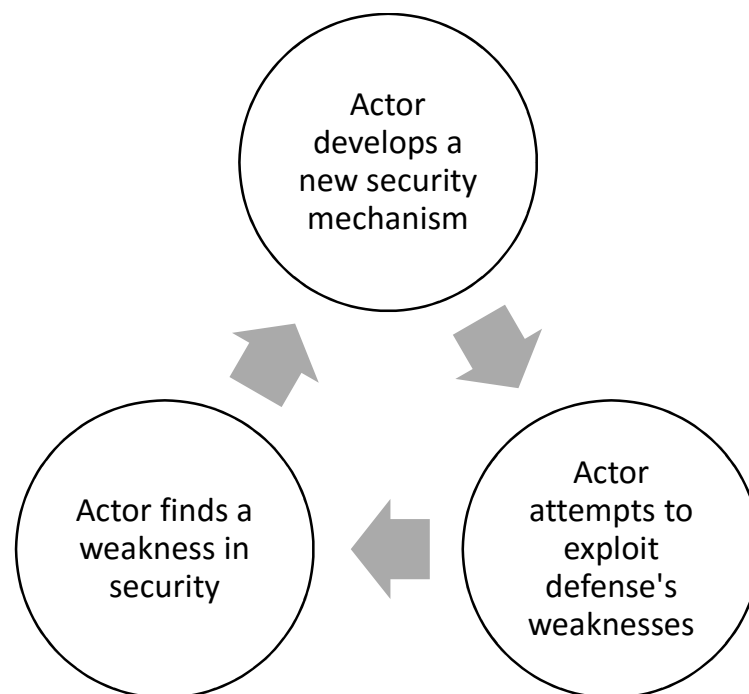 Actor
develops a
new security
mechanism
Actor
attempts to
exploit
defense's
weaknesses
Actor finds a
weakness in
security